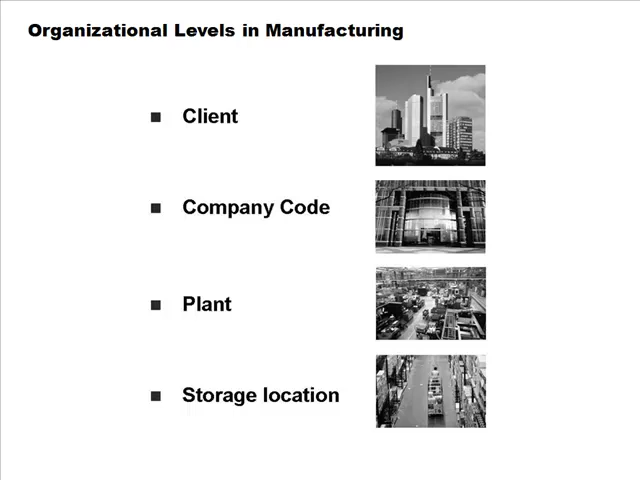 Organizational Levels in Manufacturing
Client
Company Code
Plant
Storage location